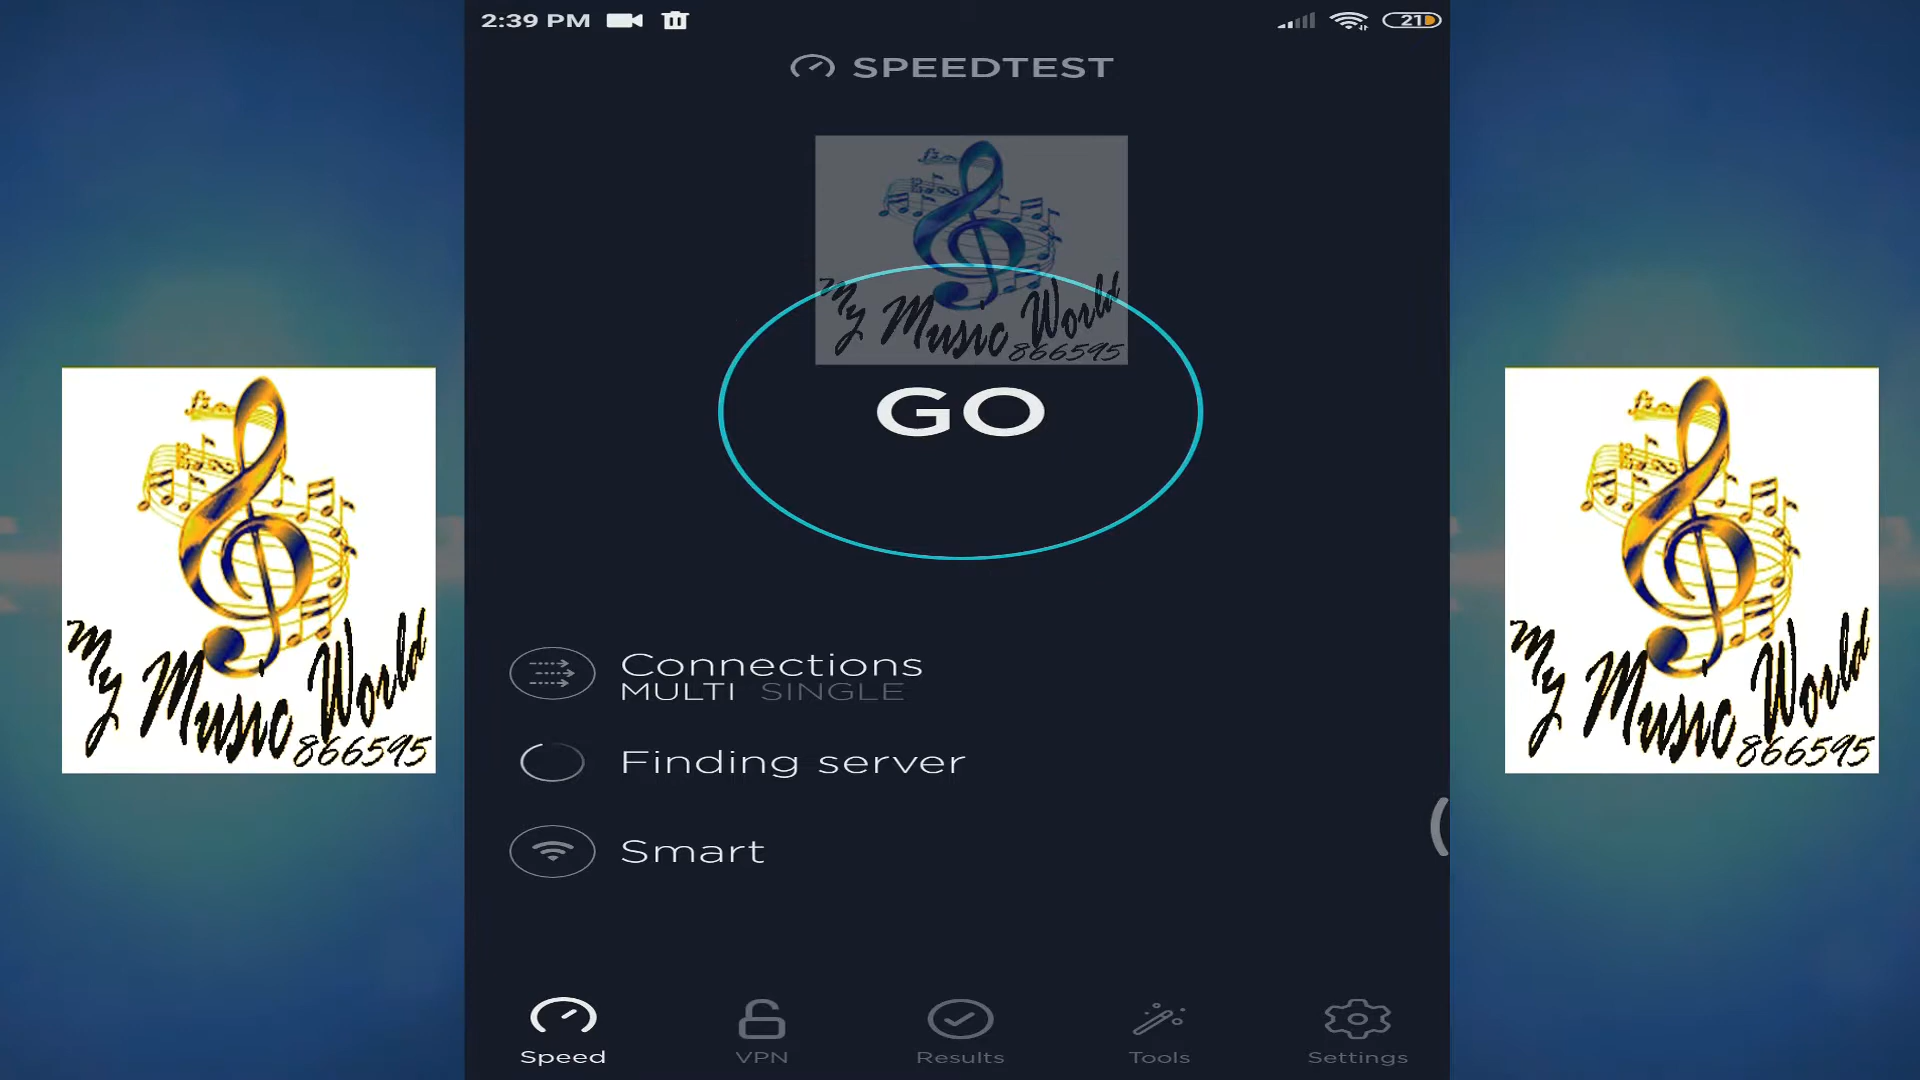 2:39 PM
21
SPEEDTEST
My Music World
866595
GO
My Music World
866595
My Music World
866595
Connections
MULTI SINGLE
Finding server
Smart
Speed
VPN
Results
Tools
Settings